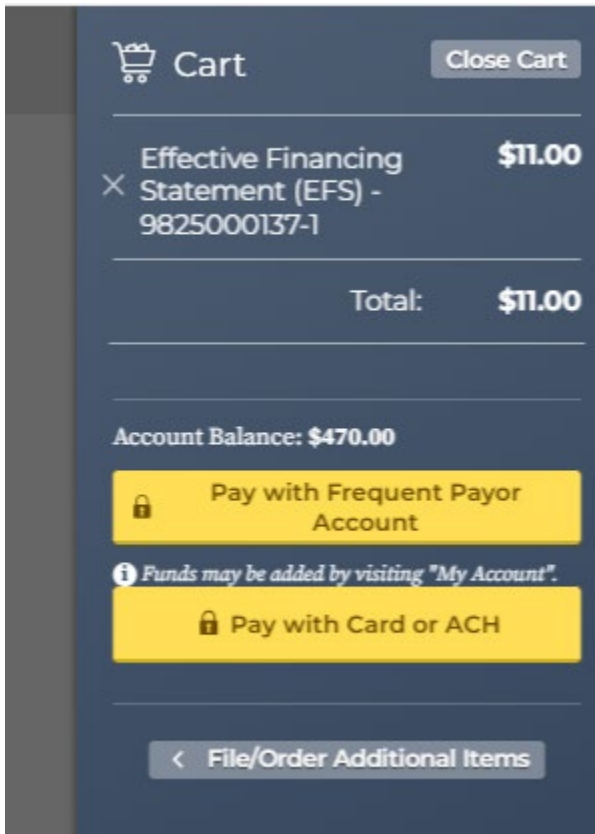 Cart
Close Cart
Effective Financing
Statement (EFS) -
9825000137-1
$11.00
Total:
$11.00
Account Balance: $470.00
Pay with Frequent Payor
Account
Funds may be added by visiting "My Account".
Pay with Card or ACH
File/Order Additional Items